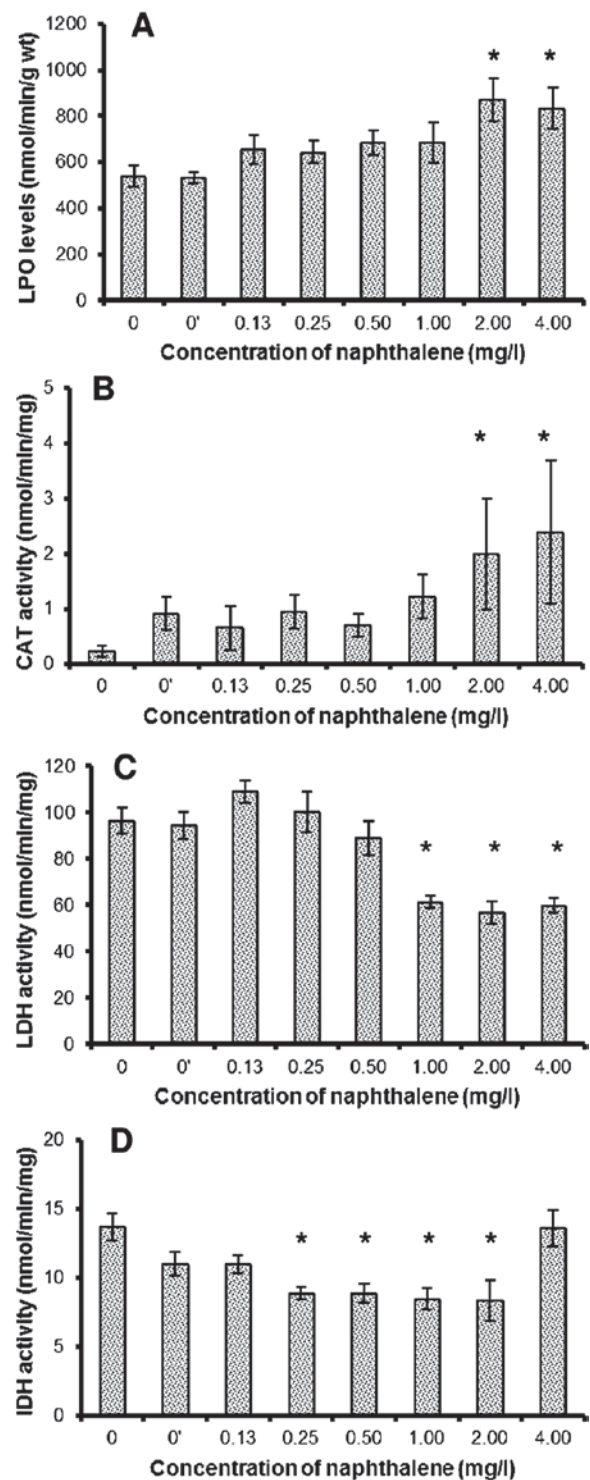 A
LPO levels (nmol/mln/g wt)
1200
1000
800
600
400
200
0
* *
0 0' 0.13 0.25 0.50 1.00 2.00 4.00
Concentration of naphthalene (mg/l)
B
CAT activity (nmol/mln/mg)
5
4
3
2
1
0
* *
0 0' 0.13 0.25 0.50 1.00 2.00 4.00
Concentration of naphthalene (mg/l)
C
LDH activity (nmol/mln/mg)
120
100
80
60
40
20
0
* * *
0 0' 0.13 0.25 0.50 1.00 2.00 4.00
Concentration of naphthalene (mg/l)
D
IDH activity (nmol/mln/mg)
20
15
10
5
0
* * * *
0 0' 0.13 0.25 0.50 1.00 2.00 4.00
Concentration of naphthalene (mg/l)